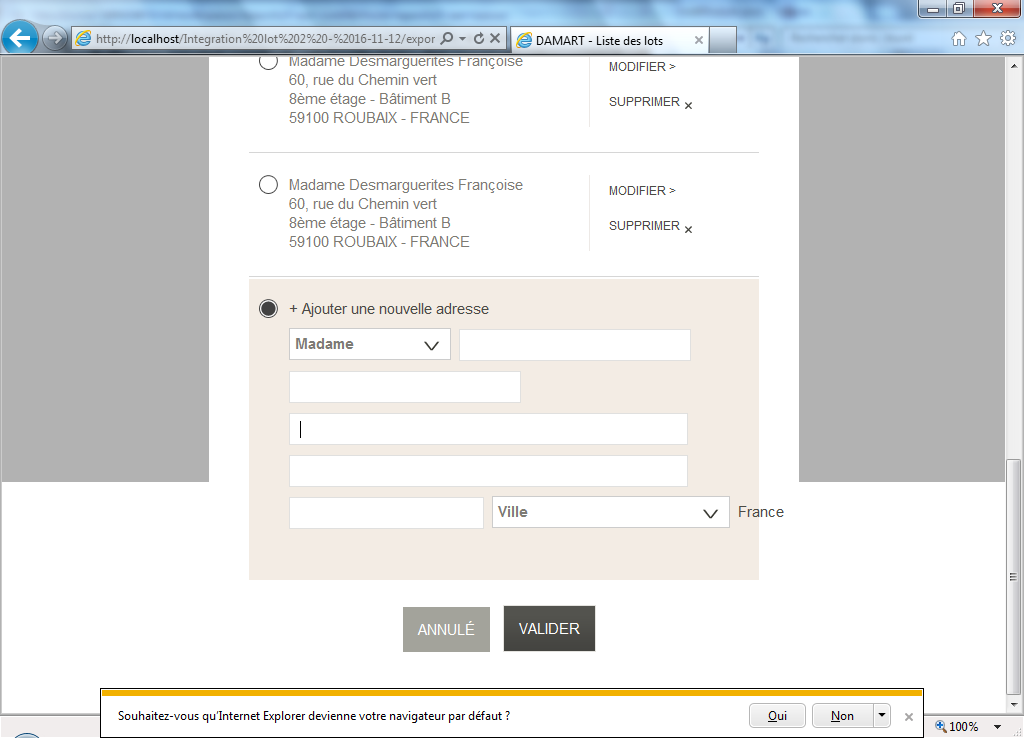 http://localhost/Integration%20lot%202%20-%2016-11-12/expor
DAMART - Liste des lots
Madame Desmarguerites Françoise
60, rue du Chemin vert
8ème étage - Bâtiment B
59100 ROUBAIX - FRANCE
MODIFIER >
SUPPRIMER ×
Madame Desmarguerites Françoise
60, rue du Chemin vert
8ème étage - Bâtiment B
59100 ROUBAIX - FRANCE
MODIFIER >
SUPPRIMER ×
+ Ajouter une nouvelle adresse
Madame
Ville
France
ANNULÉ
VALIDER
Souhaitez-vous qu'Internet Explorer devienne votre navigateur par défaut ?
Oui
Non
100%